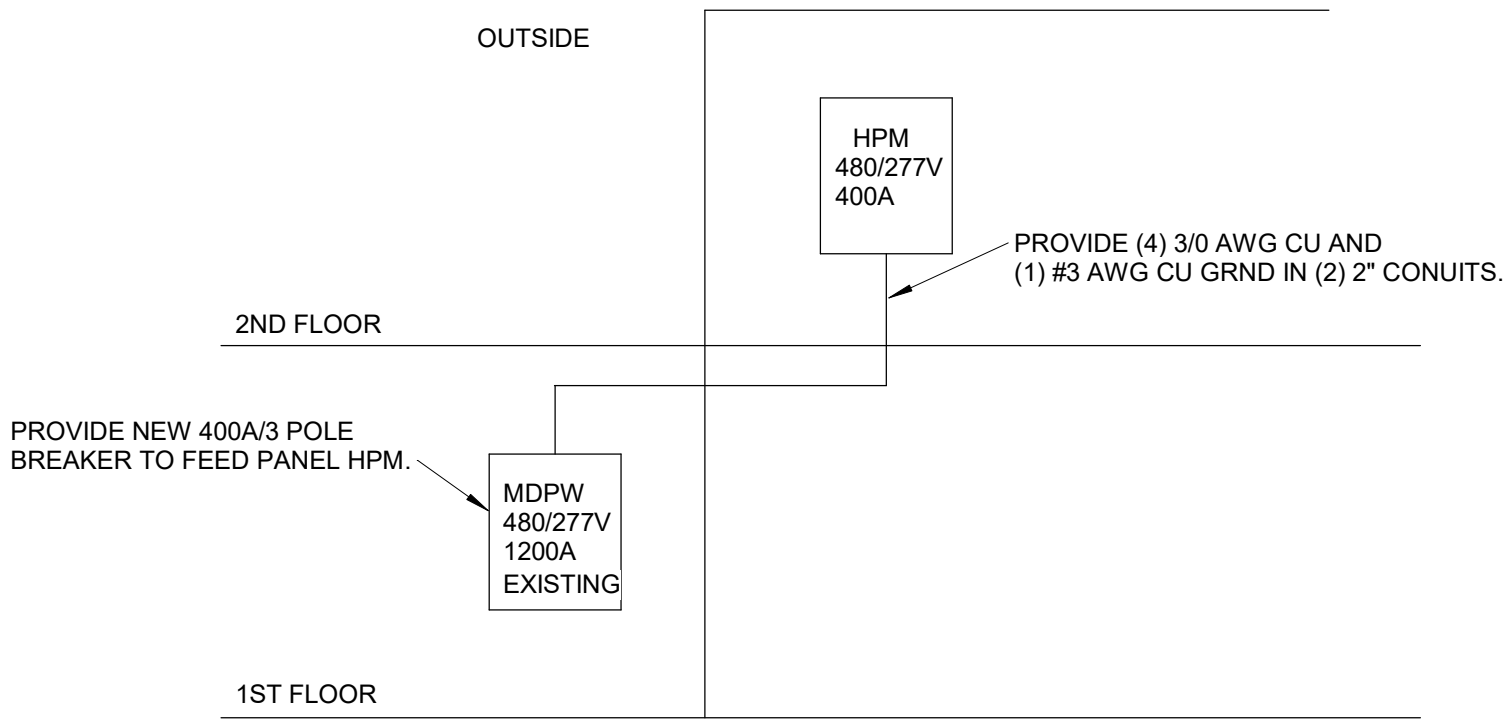 OUTSIDE
HPM
480/277V
400A
PROVIDE (4) 3/0 AWG CU AND
(1) #3 AWG CU GRND IN (2) 2" CONUITS.
2ND FLOOR
PROVIDE NEW 400A/3 POLE
BREAKER TO FEED PANEL HPM.
MDPW
480/277V
1200A
EXISTING
1ST FLOOR